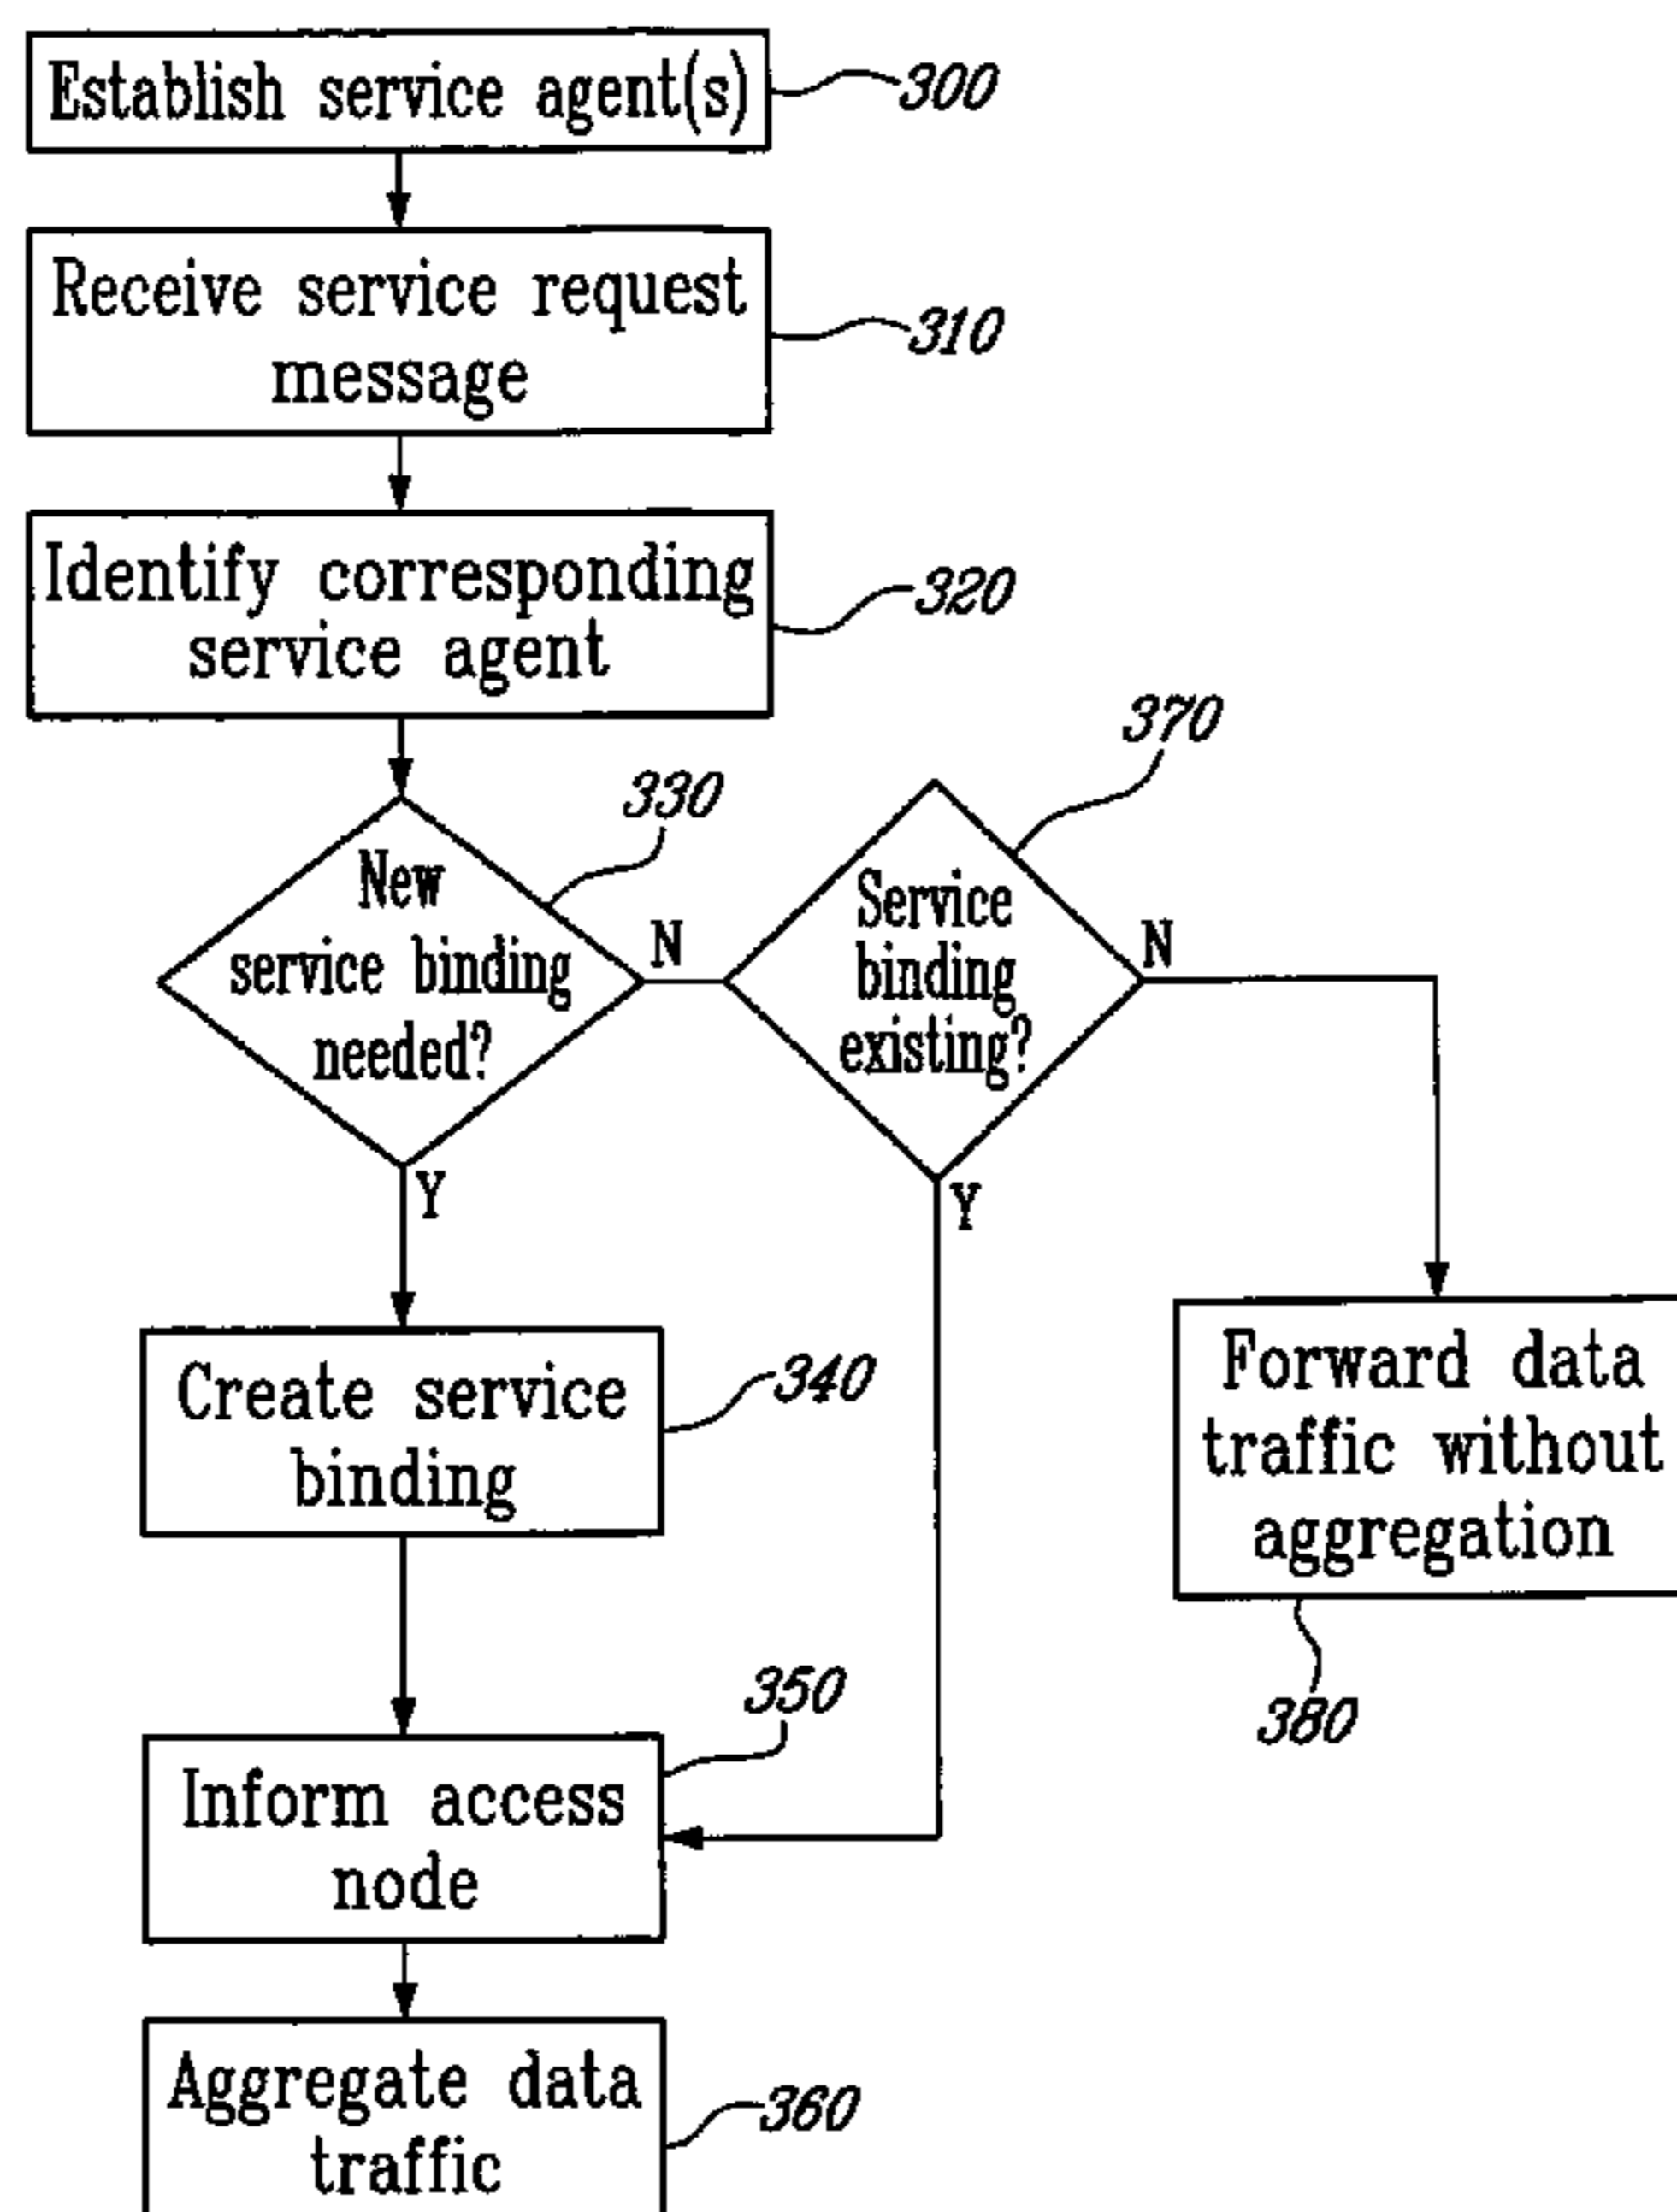 Establish service agent(s)
300
Receive service request
message
310
Identify corresponding
service agent
320
New
service binding
needed?
330
N
Y
Service
binding
existing?
370
N
Y
Create service
binding
340
Forward data
traffic without
aggregation
380
Inform access
node
350
Aggregate data
traffic
360